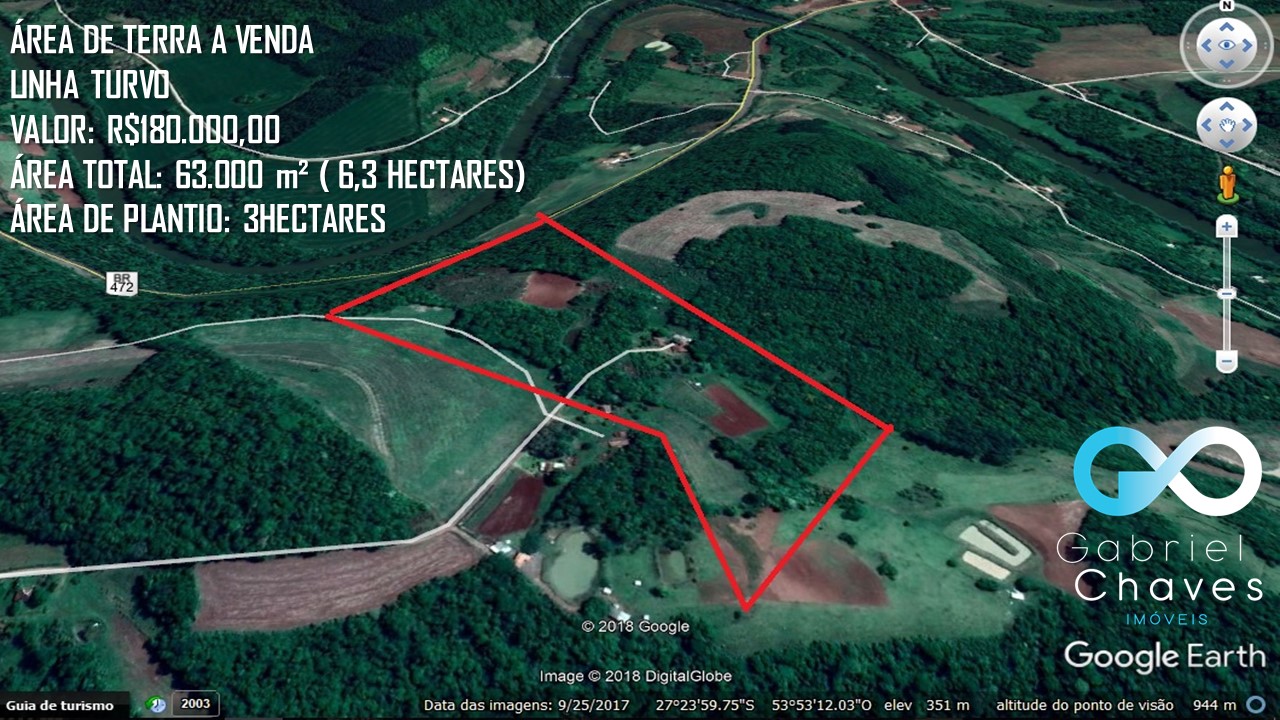 ÁREA DE TERRA A VENDA
LINHA TURVO
VALOR: R$180.000,00
ÁREA TOTAL: 63.000 m² ( 6,3 HECTARES)
ÁREA DE PLANTIO: 3HECTARES
N
BR
472
Gabriel
Chaves
IMÓVEIS
© 2018 Google
Google Earth
Image © 2018 DigitalGlobe
Guia de turismo
2003
Data das imagens: 9/25/2017 27°23'59.75"S 53°53'12.03"O elev 351 m altitude do ponto de visão 944 m